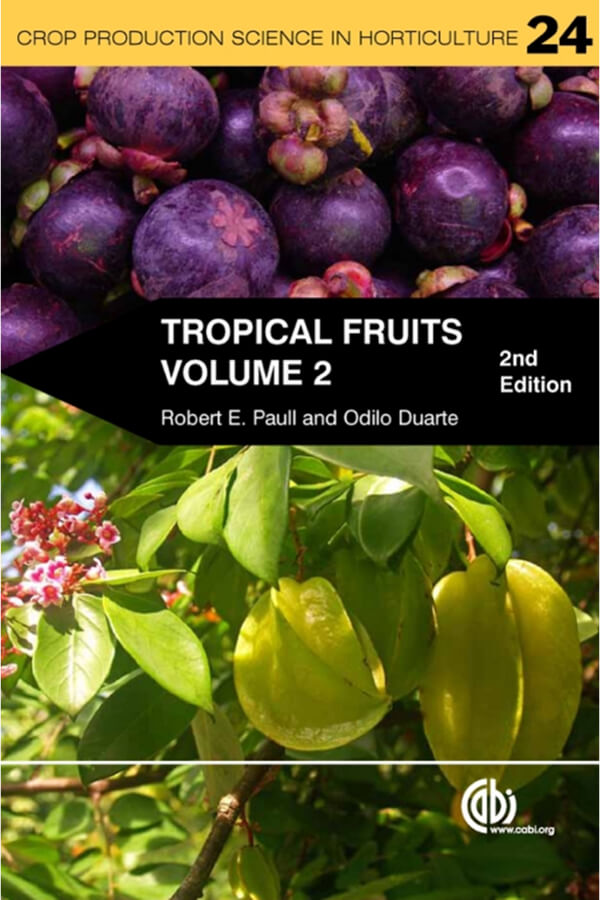 CROP PRODUCTION SCIENCE IN HORTICULTURE 24
TROPICAL FRUITS
VOLUME 2
2nd
Edition
Robert E. Paull and Odilo Duarte
cabi
www.cabi.org